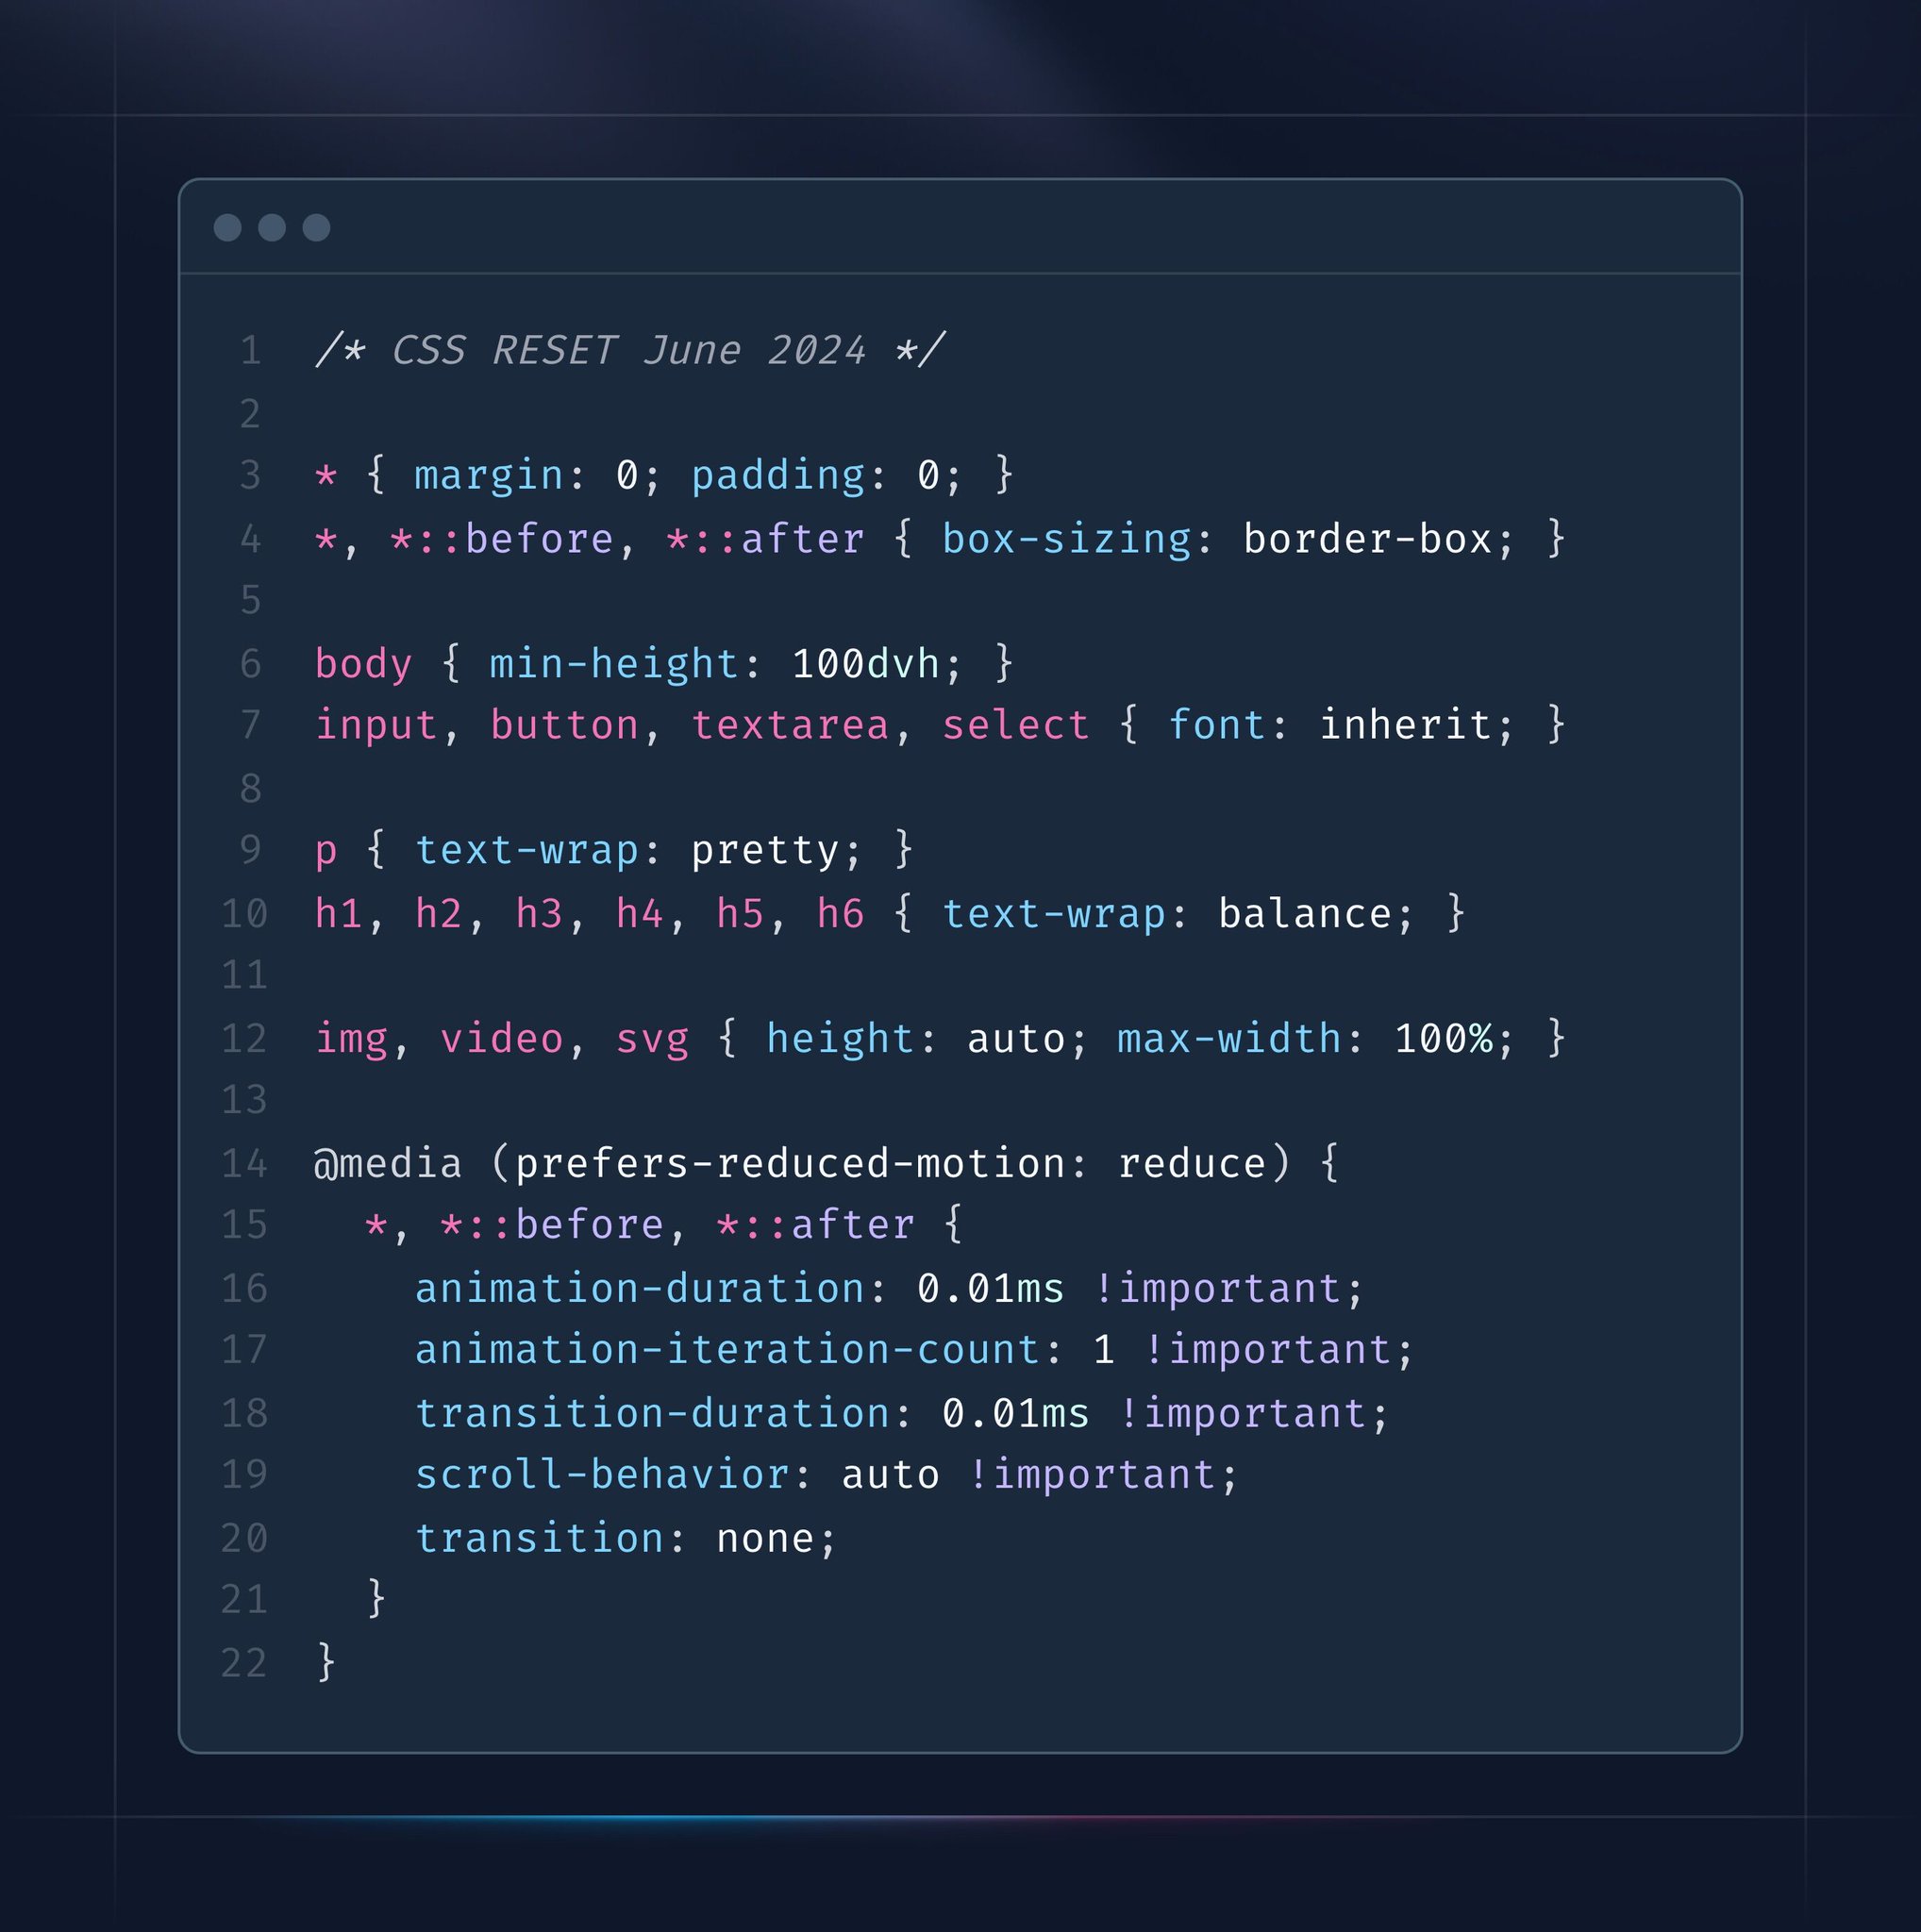 1 /* CSS RESET June 2024 */
2
3 * { margin: 0; padding: 0; }
4 *, *::before, *::after { box-sizing: border-box; }
5
6 body { min-height: 100dvh; }
7 input, button, textarea, select { font: inherit; }
8
9 p { text-wrap: pretty; }
10 h1, h2, h3, h4, h5, h6 { text-wrap: balance; }
11
12 img, video, svg { height: auto; max-width: 100%; }
13
14 @media (prefers-reduced-motion: reduce) {
15   *, *::before, *::after {
16     animation-duration: 0.01ms !important;
17     animation-iteration-count: 1 !important;
18     transition-duration: 0.01ms !important;
19     scroll-behavior: auto !important;
20     transition: none;
21   }
22 }